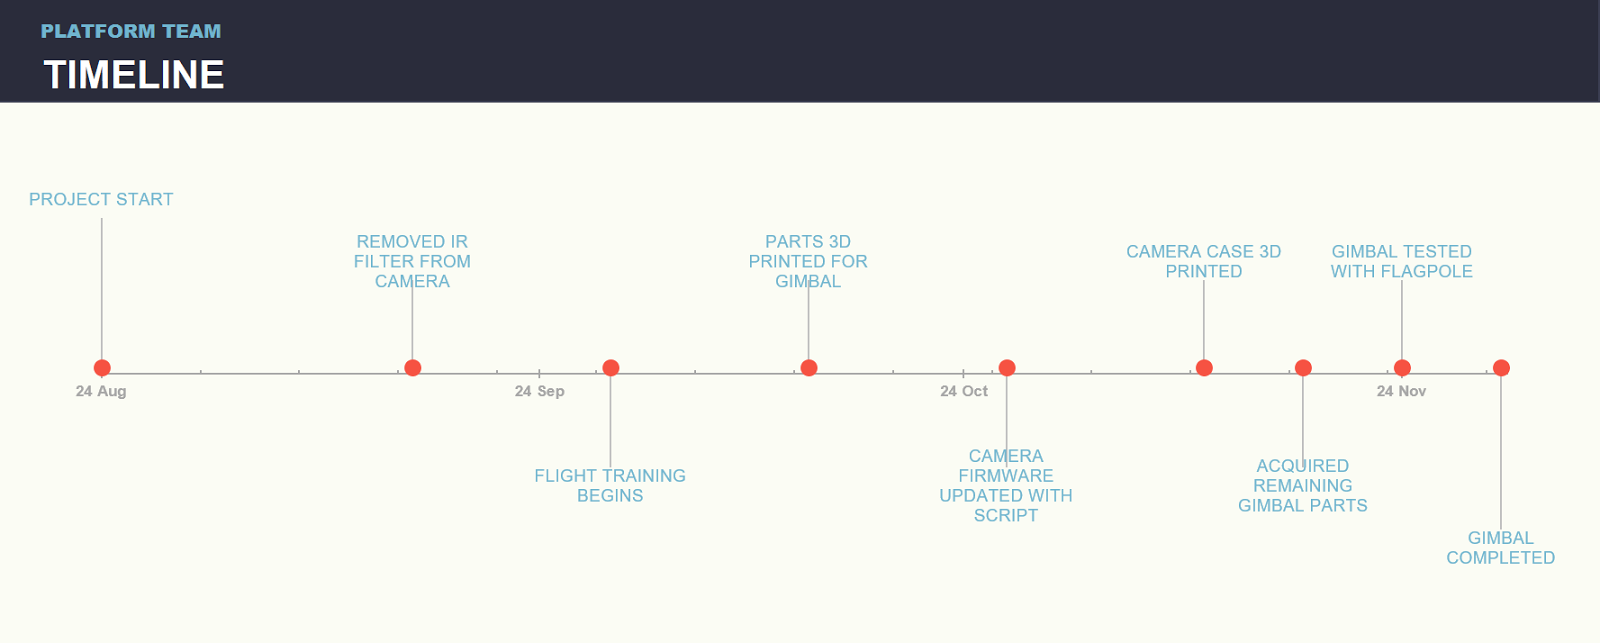 PLATFORM TEAM
TIMELINE
PROJECT START
REMOVED IR
FILTER FROM
CAMERA
PARTS 3D
PRINTED FOR
GIMBAL
CAMERA CASE 3D
PRINTED
GIMBAL TESTED
WITH FLAGPOLE
24 Aug
24 Sep
24 Oct
24 Nov
FLIGHT TRAINING
BEGINS
CAMERA
FIRMWARE
UPDATED WITH
SCRIPT
ACQUIRED
REMAINING
GIMBAL PARTS
GIMBAL
COMPLETED